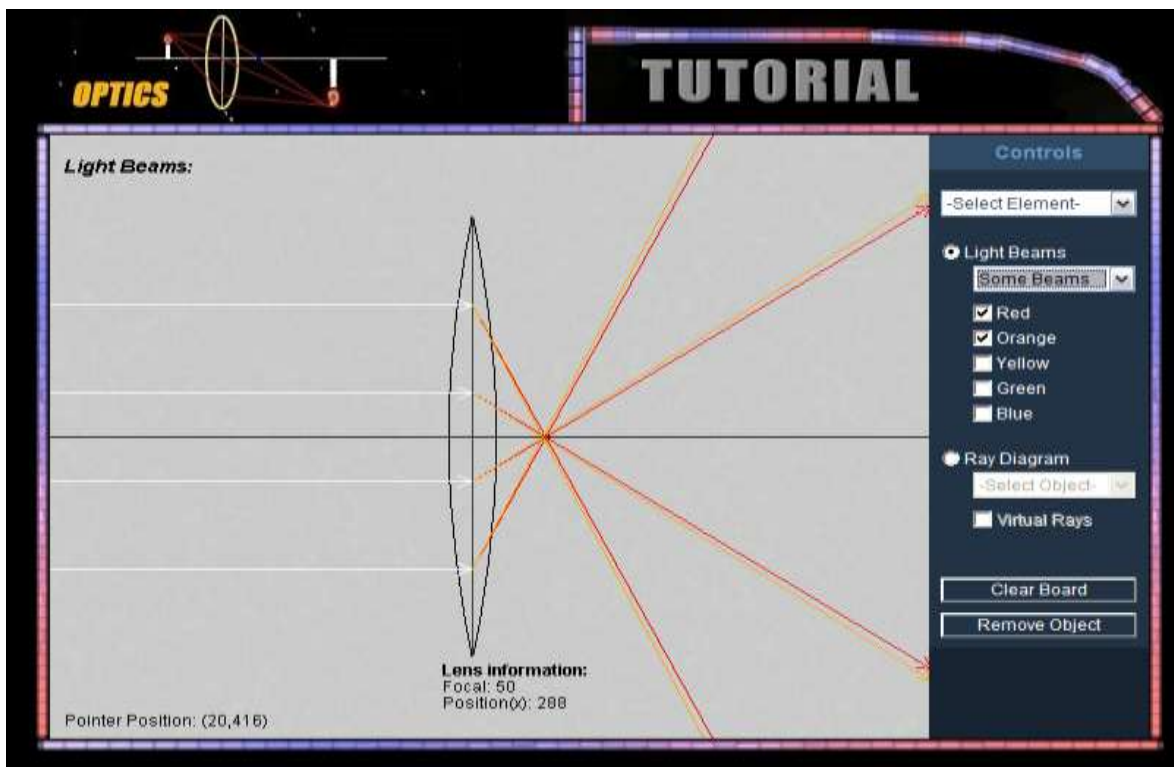 OPTICS
TUTORIAL
Light Beams:
Lens information:
Focal: 50
Position(x): 288
Pointer Position: (20,416)
Controls
-Select Element-
Light Beams
Some Beams
Red
Orange
Yellow
Green
Blue
Ray Diagram
-Select Object-
Virtual Rays
Clear Board
Remove Object